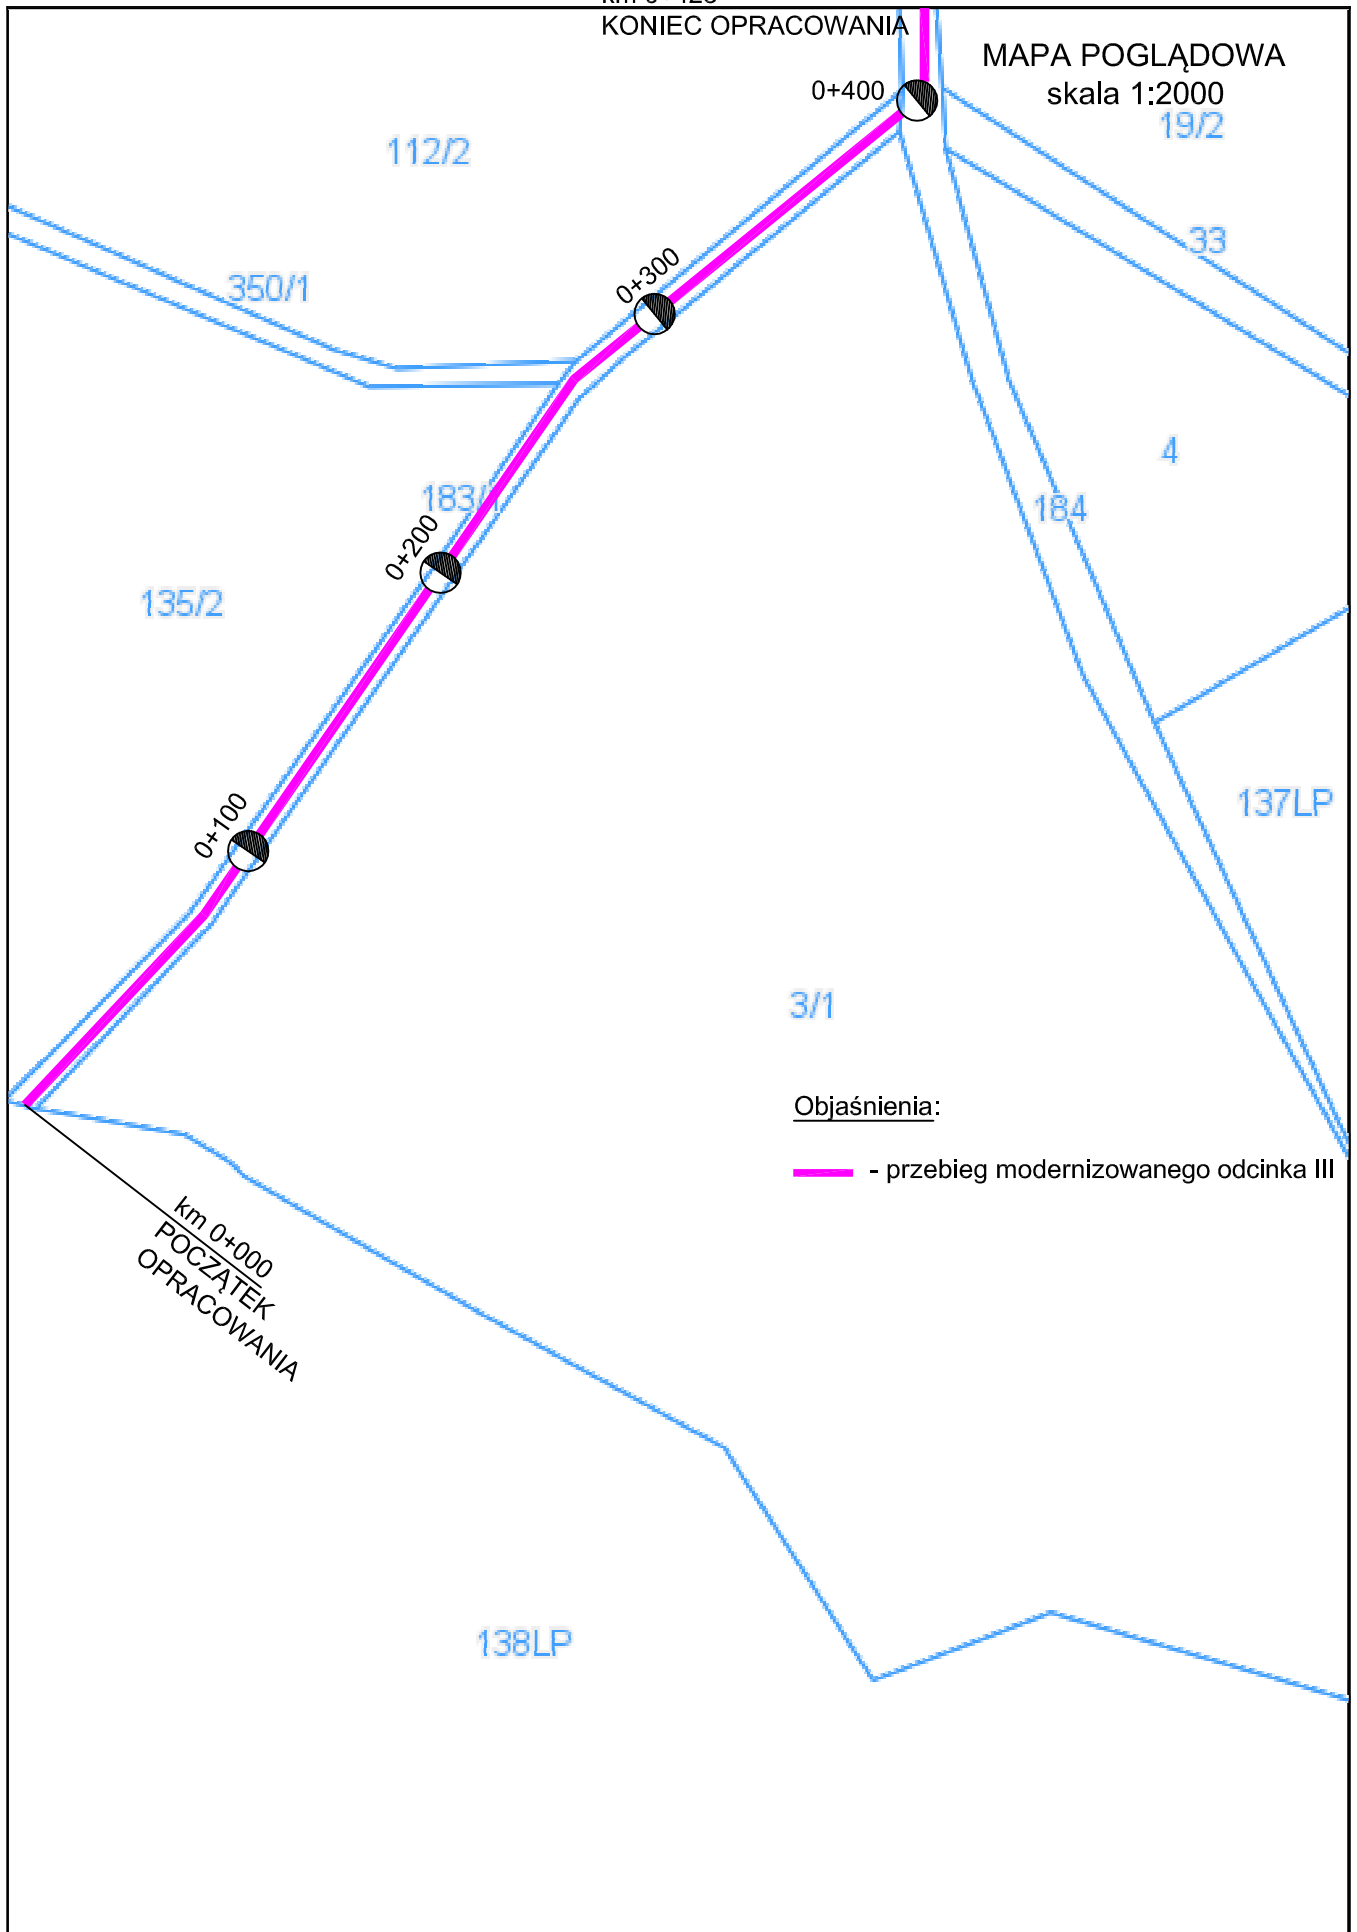 KONIEC OPRACOWANIA
MAPA POGLĄDOWA
skala 1:2000
0+400
19/2
112/2
33
0+300
350/1
4
183/1
184
0+200
135/2
137LP
0+100
3/1
Objaśnienia:
- przebieg modernizowanego odcinka III
km 0+000
POCZĄTEK
OPRACOWANIA
138LP